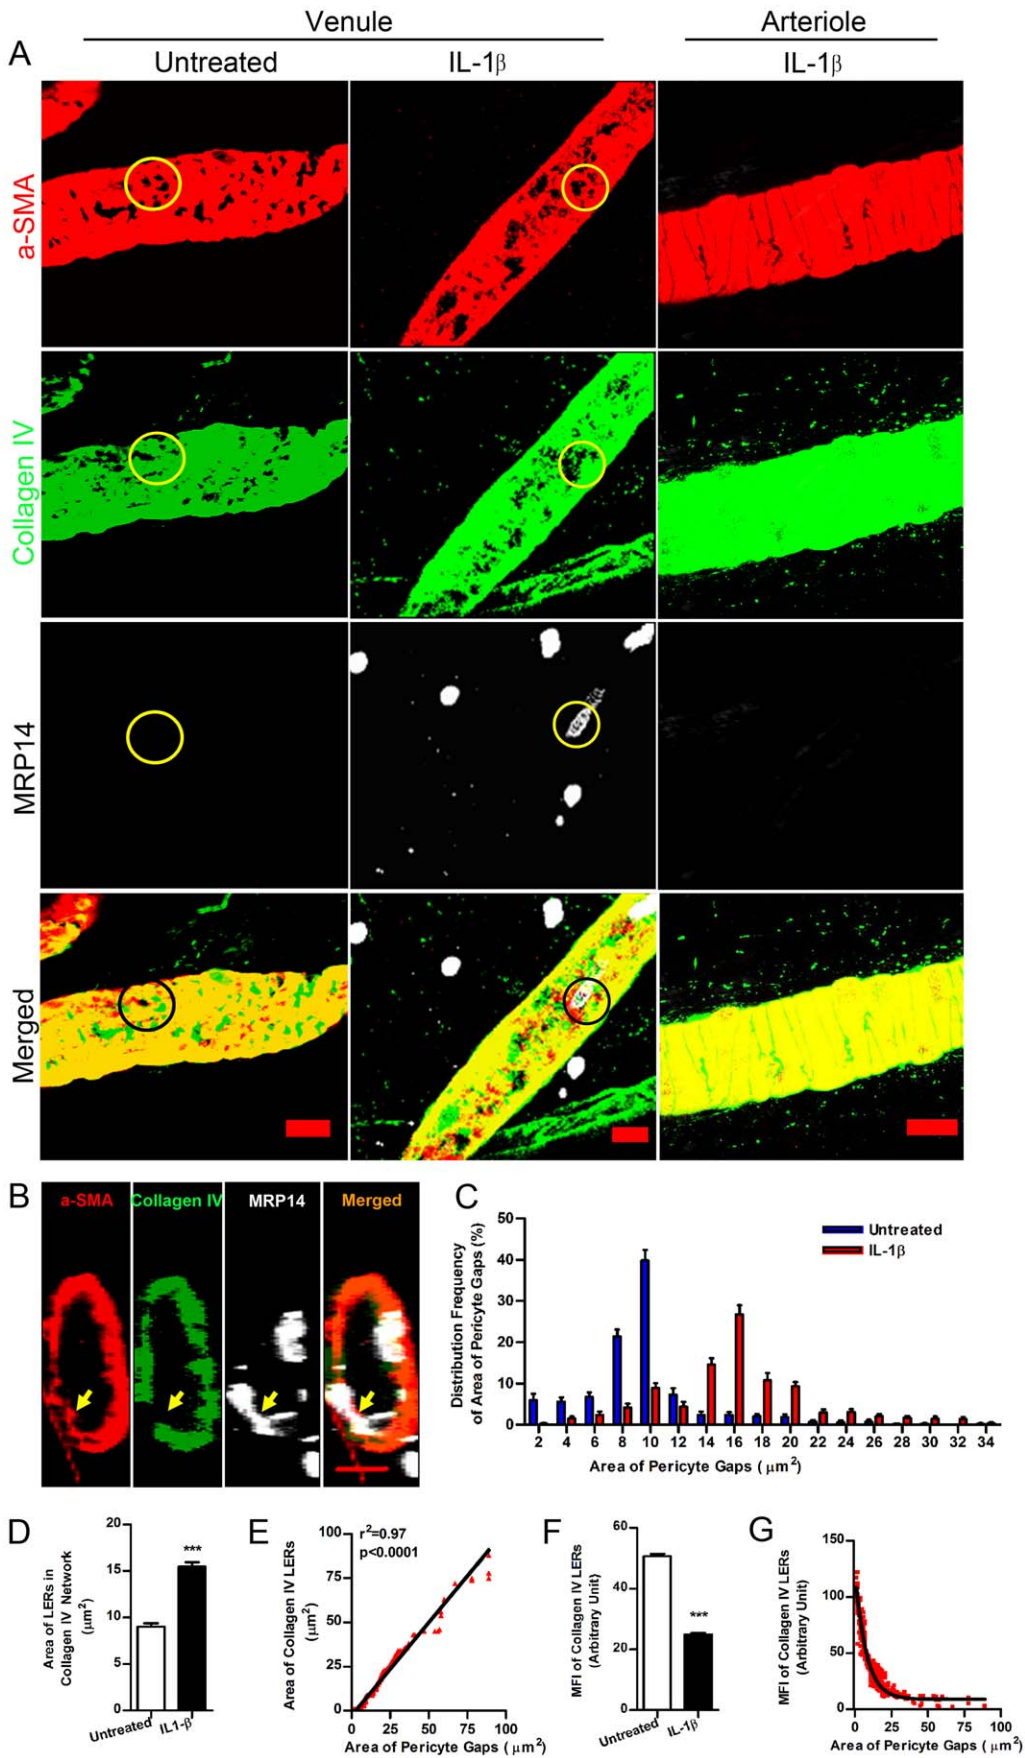 Venule Arteriole
A Untreated IL-1β IL-1β
a-SMA
Collagen IV
MRP14
Merged
B a-SMA Collagen IV MRP14 Merged
C
Distribution Frequency
of Area of Pericyte Gaps (%)
50
40
30
20
10
0
Untreated
IL-1β
2 4 6 8 10 12 14 16 18 20 22 24 26 28 30 32 34
Area of Pericyte Gaps ( μm²)
D
Area of LERs in
Collagen IV Network
(μm²)
20
15
10
5
0
***
Untreated IL1-β
E
Area of Collagen IV LERs
(μm²)
100
75
50
25
0
r²=0.97
p<0.0001
0 25 50 75 100
Area of Pericyte Gaps ( μm²)
F
MFI of Collagen IV LERs
(Arbitrary Unit)
60
40
20
0
***
Untreated IL-1β
G
MFI of Collagen IV LERs
(Arbitrary Unit)
150
100
50
0
0 25 50 75 100
Area of Pericyte Gaps ( μm²)